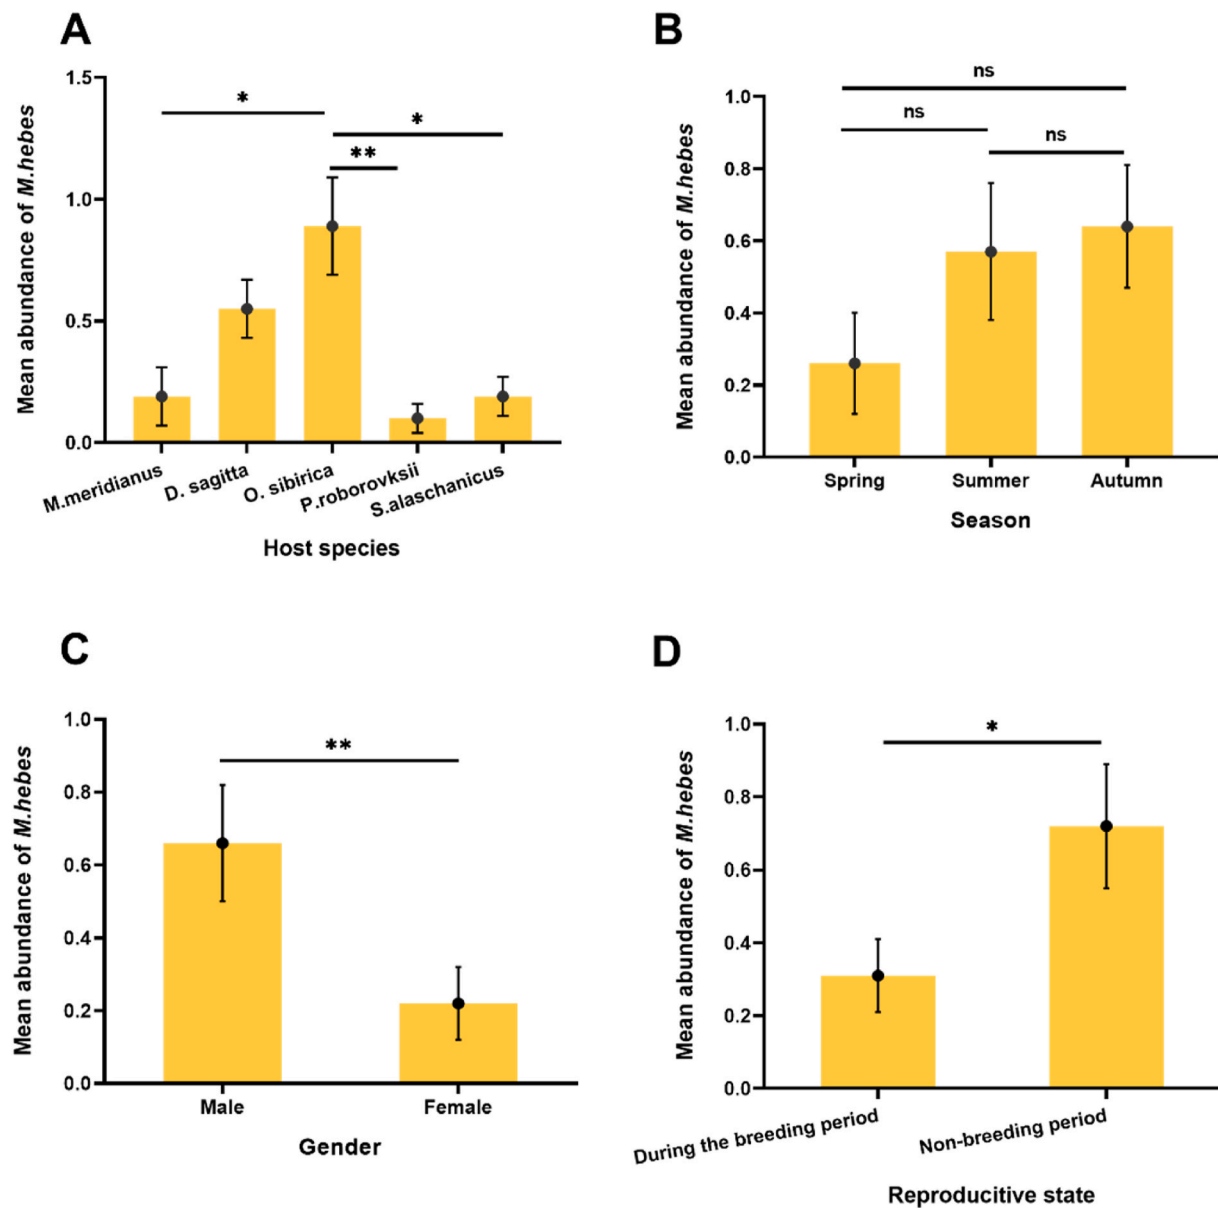 A
Mean abundance of M.hebes
1.5
1.0
0.5
0.0
*
*
**
M.meridianus
D. sagitta
O. sibirica
P.roborovksii
S.alaschanicus
Host species
B
Mean abundance of M.hebes
1.0
0.8
0.6
0.4
0.2
0.0
ns
ns
ns
Spring
Summer
Autumn
Season
C
Mean abundance of M.hebes
1.0
0.8
0.6
0.4
0.2
0.0
**
Male
Female
Gender
D
Mean abundance of M.hebes
1.0
0.8
0.6
0.4
0.2
0.0
*
During the breeding period
Non-breeding period
Reproducitive state